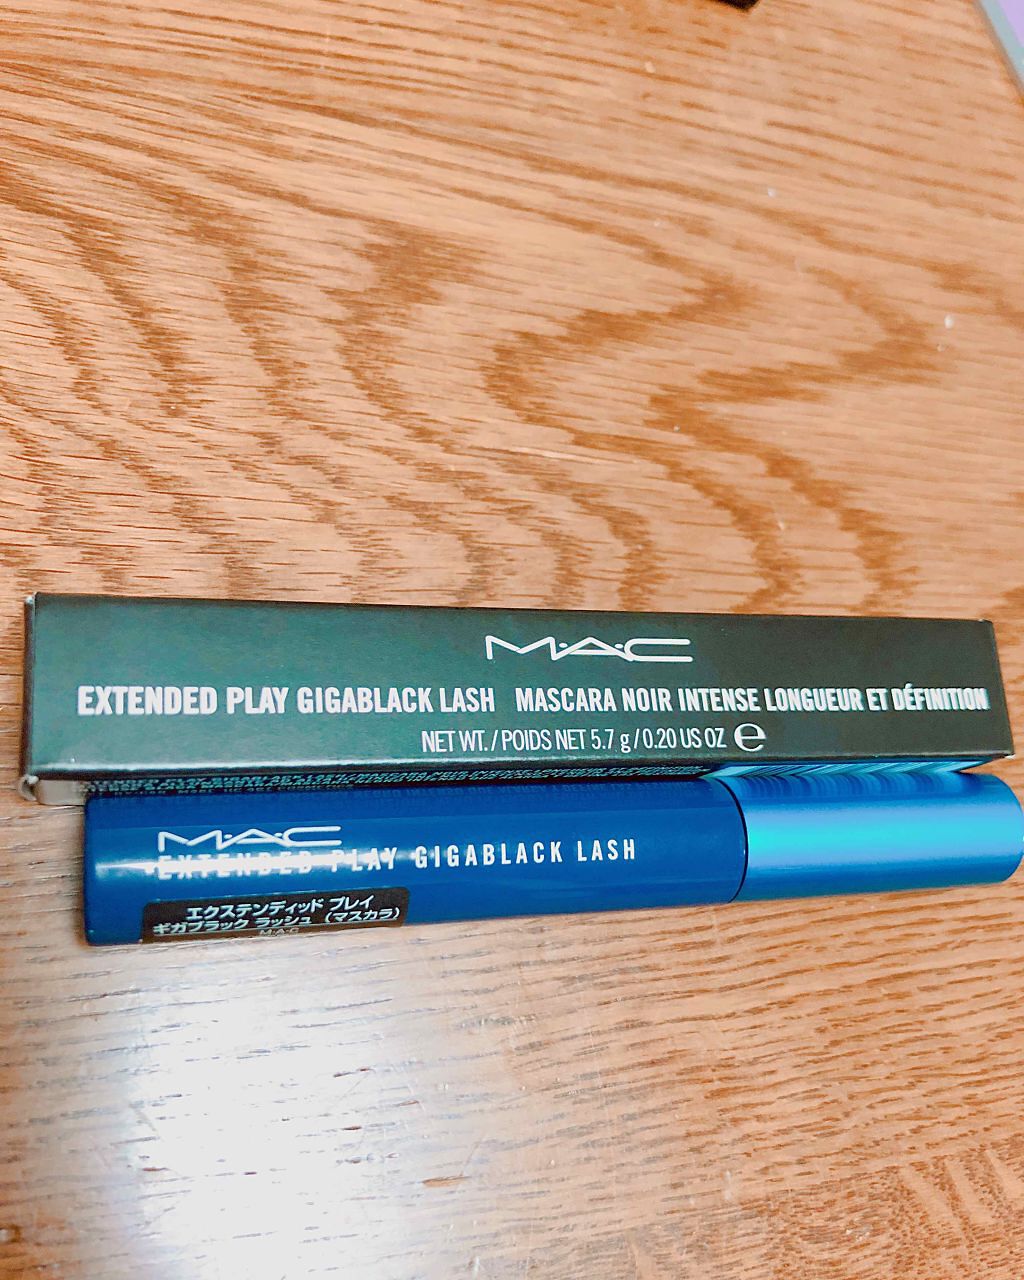 M·A·C
EXTENDED PLAY GIGABLACK LASH MASCARA NOIR INTENSE LONGUEUR ET DÉFINITION
NET WT. / POIDS NET 5.7 g / 0.20 US OZ ℮
M·A·C
EXTENDED PLAY GIGABLACK LASH
エクステンディッド プレイ
ギガブラック ラッシュ (マスカラ)
M·A·C